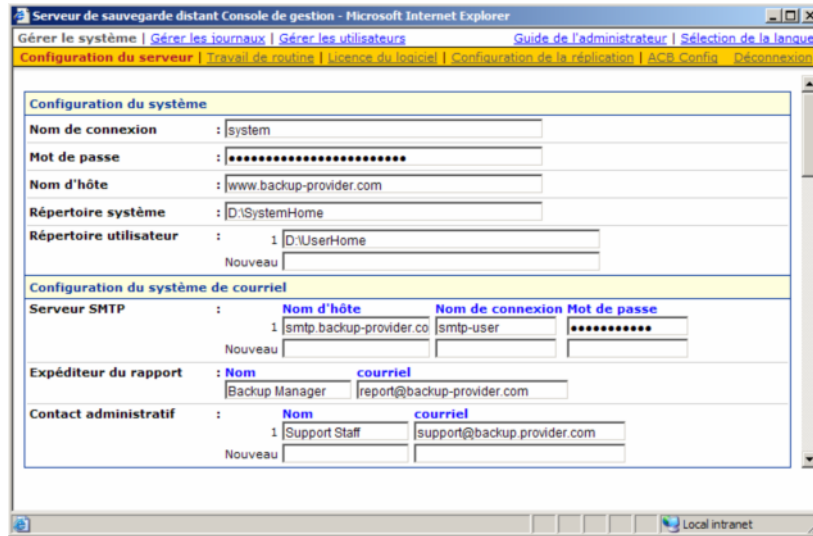 Serveur de sauvegarde distant Console de gestion - Microsoft Internet Explorer
Gérer le système | Gérer les journaux | Gérer les utilisateurs Guide de l'administrateur | Sélection de la langue
Configuration du serveur | Travail de routine | Licence du logiciel | Configuration de la réplication | ACB Config Déconnexion
Configuration du système
Nom de connexion : system
Mot de passe : ••••••••••••••••••••••••
Nom d'hôte : www.backup-provider.com
Répertoire système : D:\SystemHome
Répertoire utilisateur : 1 D:\UserHome
Nouveau
Configuration du système de courriel
Serveur SMTP : Nom d'hôte Nom de connexion Mot de passe
1 smtp.backup-provider.co smtp-user •••••••••••
Nouveau
Expéditeur du rapport : Nom courriel
Backup Manager report@backup-provider.com
Contact administratif : Nom courriel
1 Support Staff support@backup.provider.com
Nouveau
Local intranet